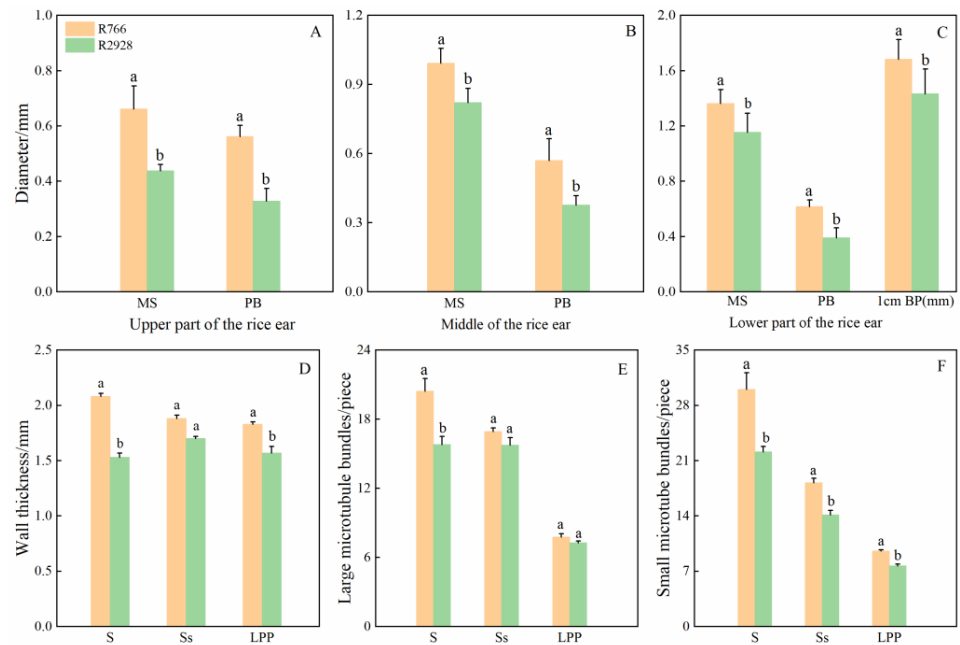 R766
R2928
A
Diameter/mm
1.0
0.8
0.6
0.4
0.2
0.0
a
b
a
b
MS PB
Upper part of the rice ear
B
1.2
0.9
0.6
0.3
0.0
a
b
a
b
MS PB
Middle of the rice ear
C
2.0
1.6
1.2
0.8
0.4
0.0
a
b
a
b
a
b
MS PB 1cm BP(mm)
Lower part of the rice ear
D
Wall thickness/mm
2.5
2.0
1.5
1.0
0.5
0.0
a
b
a
a
a
b
S Ss LPP
E
Large microtubule bundles/piece
24
18
12
6
0
a
b
a
a
a
a
S Ss LPP
F
Small microtube bundles/piece
35
28
21
14
7
0
a
b
a
b
a
b
S Ss LPP